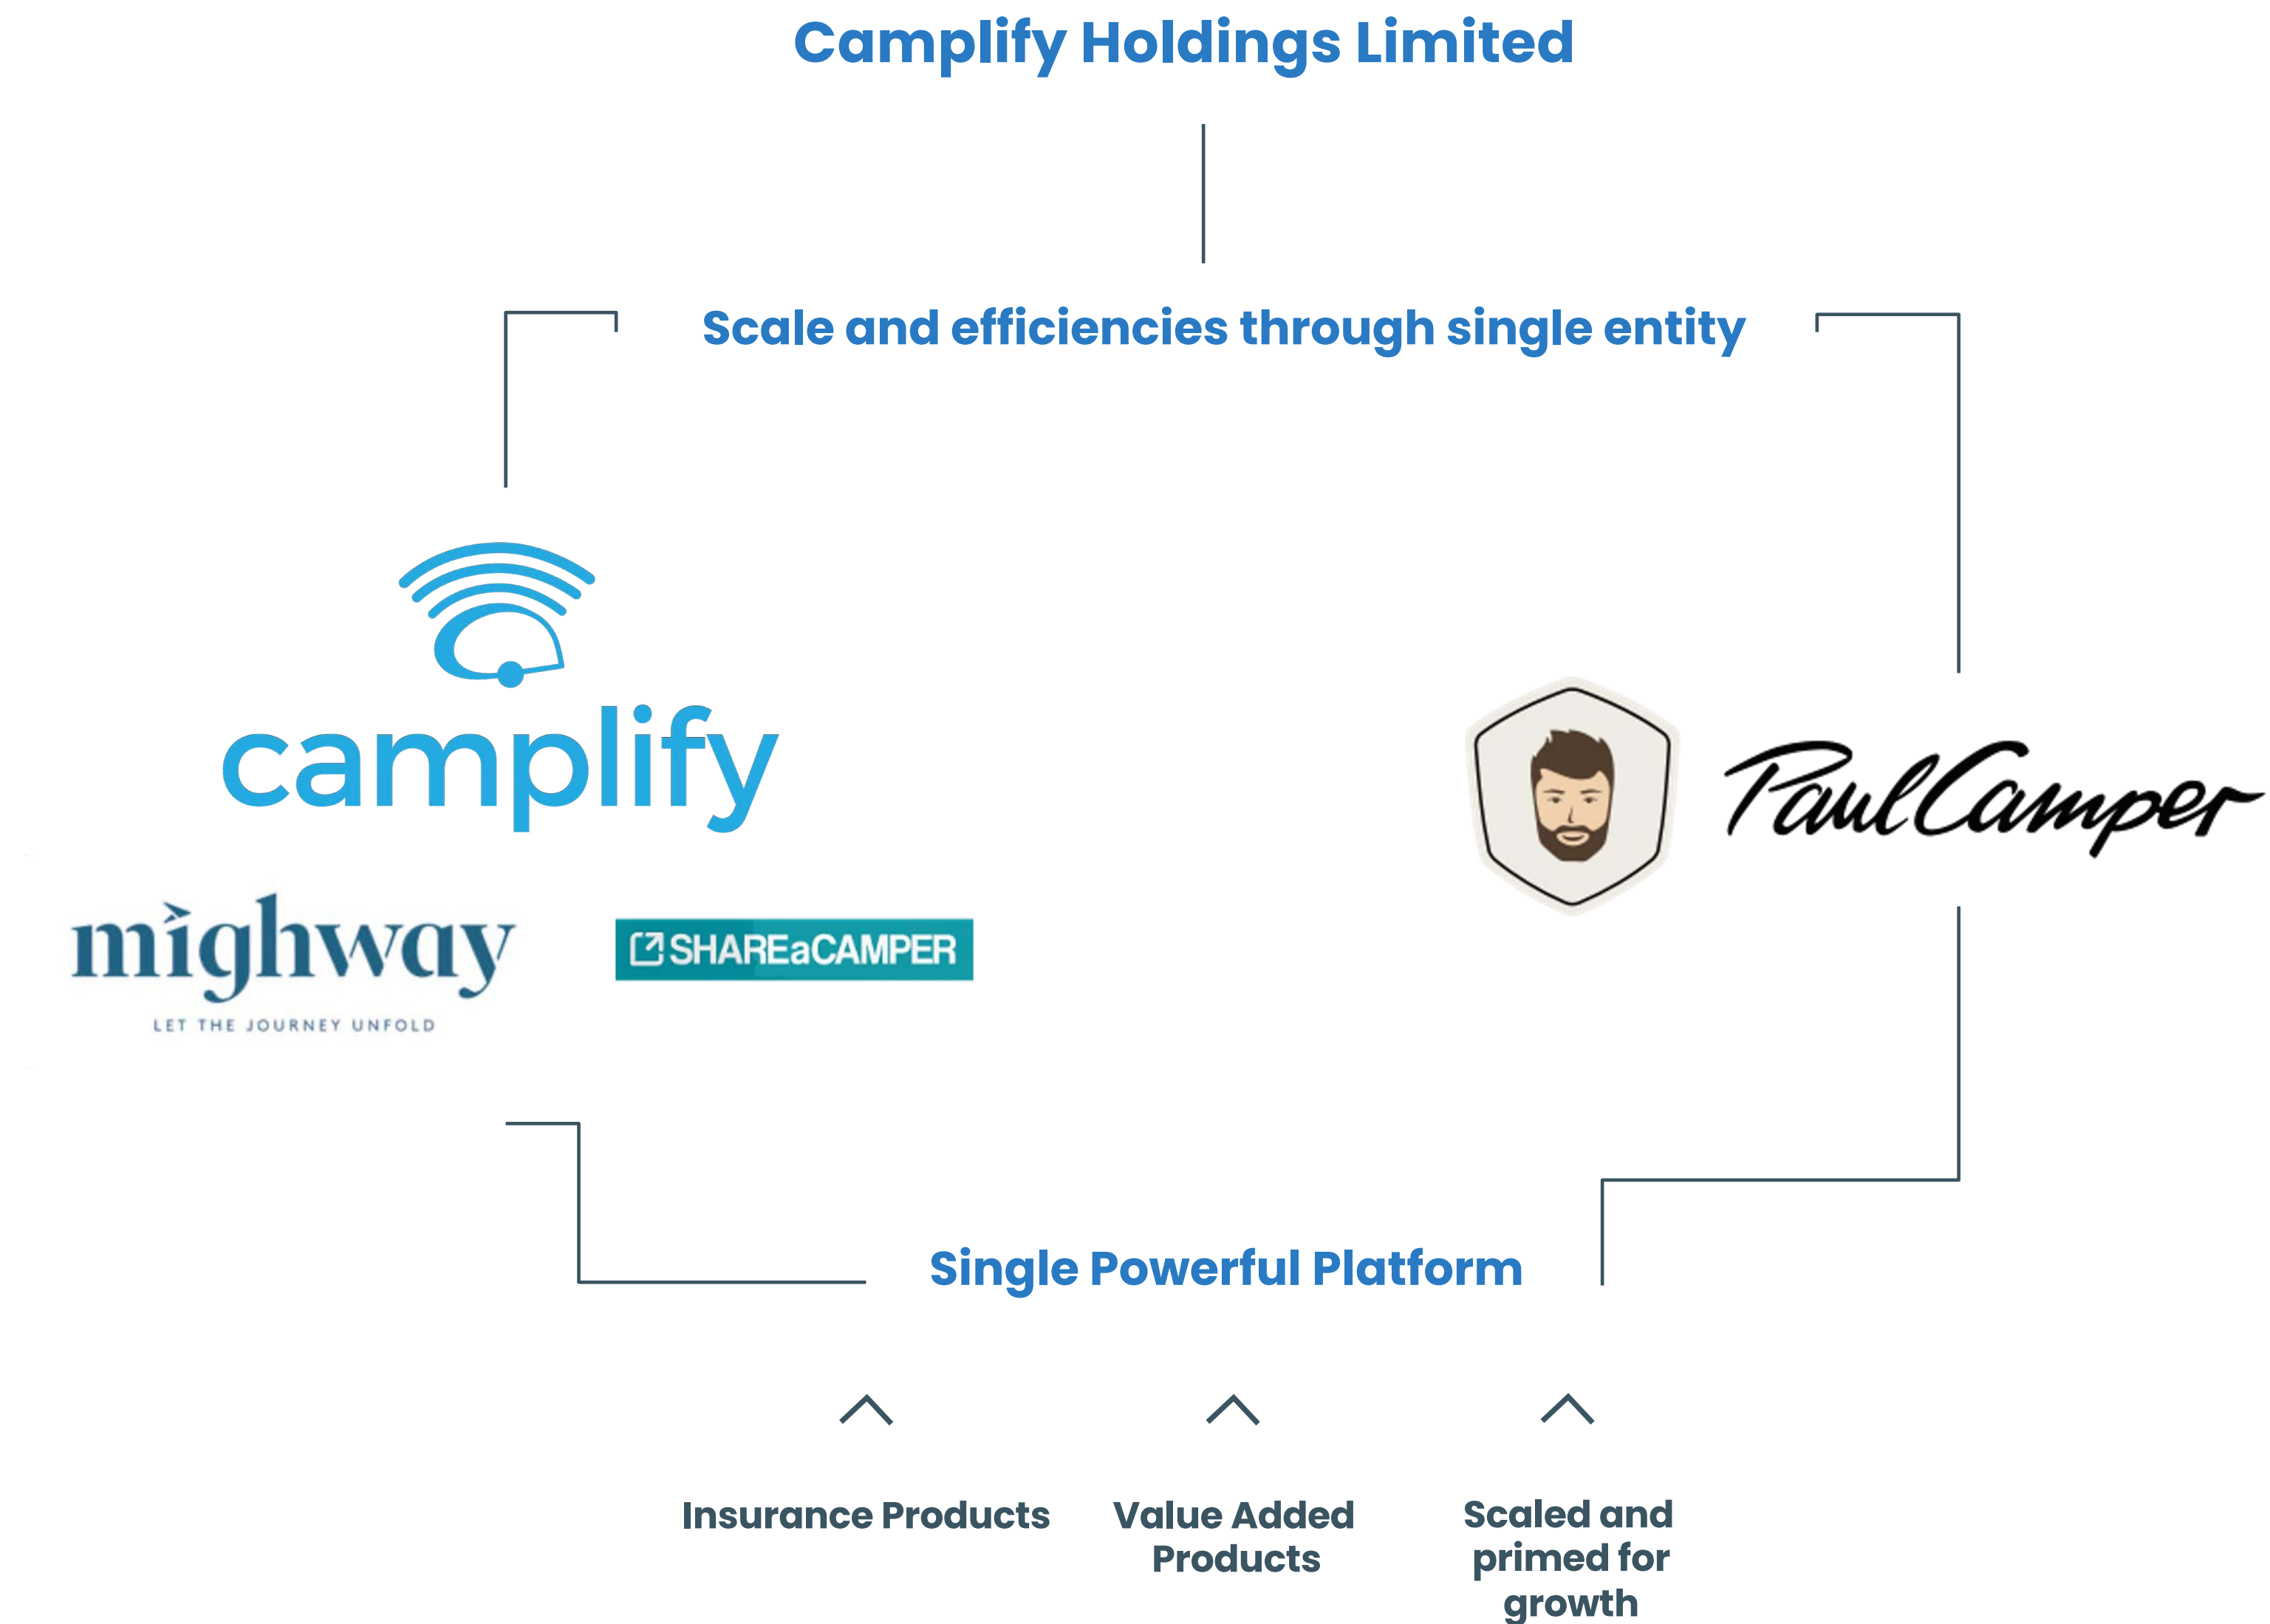 Camplify Holdings Limited
Scale and efficiencies through single entity
camplify
PaulCamper
mighway
LET THE JOURNEY UNFOLD
SHAREaCAMPER
Single Powerful Platform
Insurance Products
Value Added
Products
Scaled and
primed for
growth